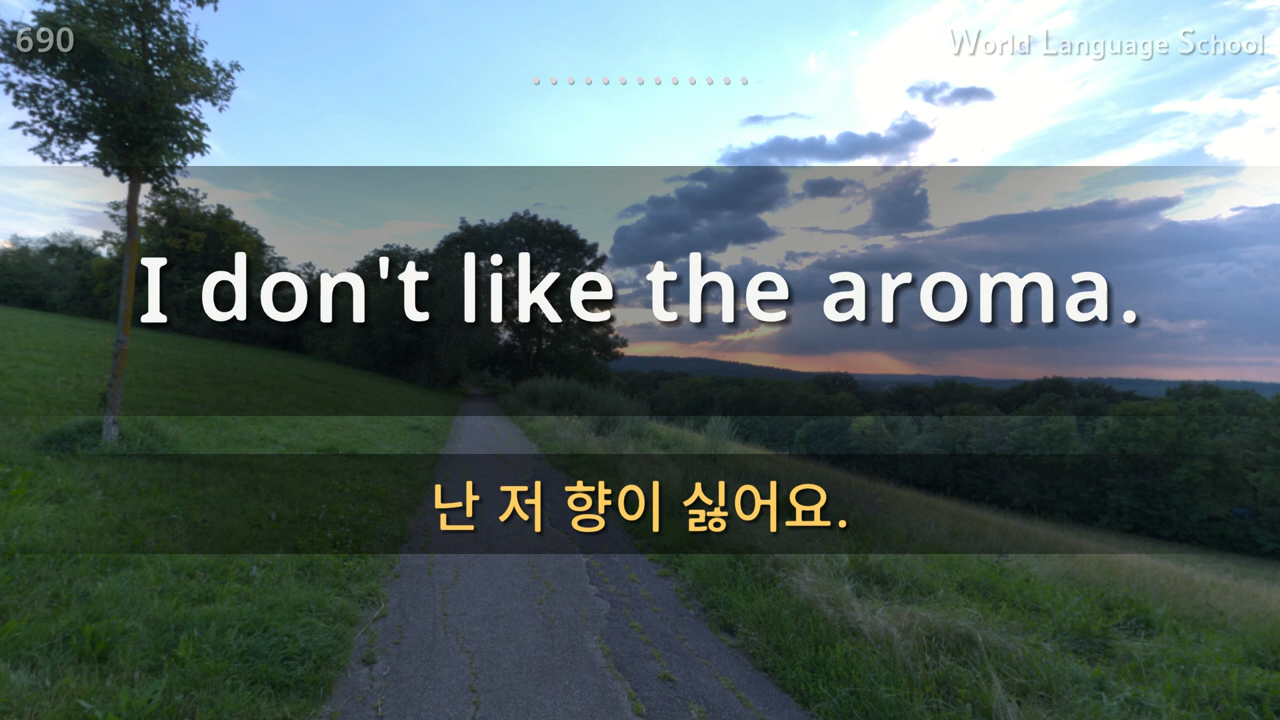 690
World Language School
I don't like the aroma.
난 저 향이 싫어요.